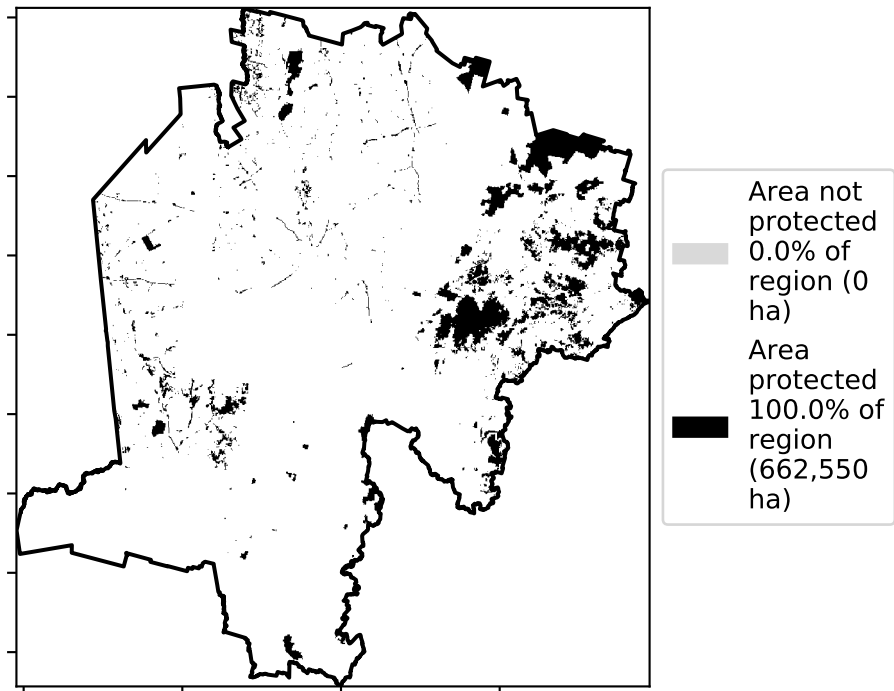 Area not
protected
0.0% of
region (0
ha)
Area
protected
100.0% of
region
(662,550
ha)